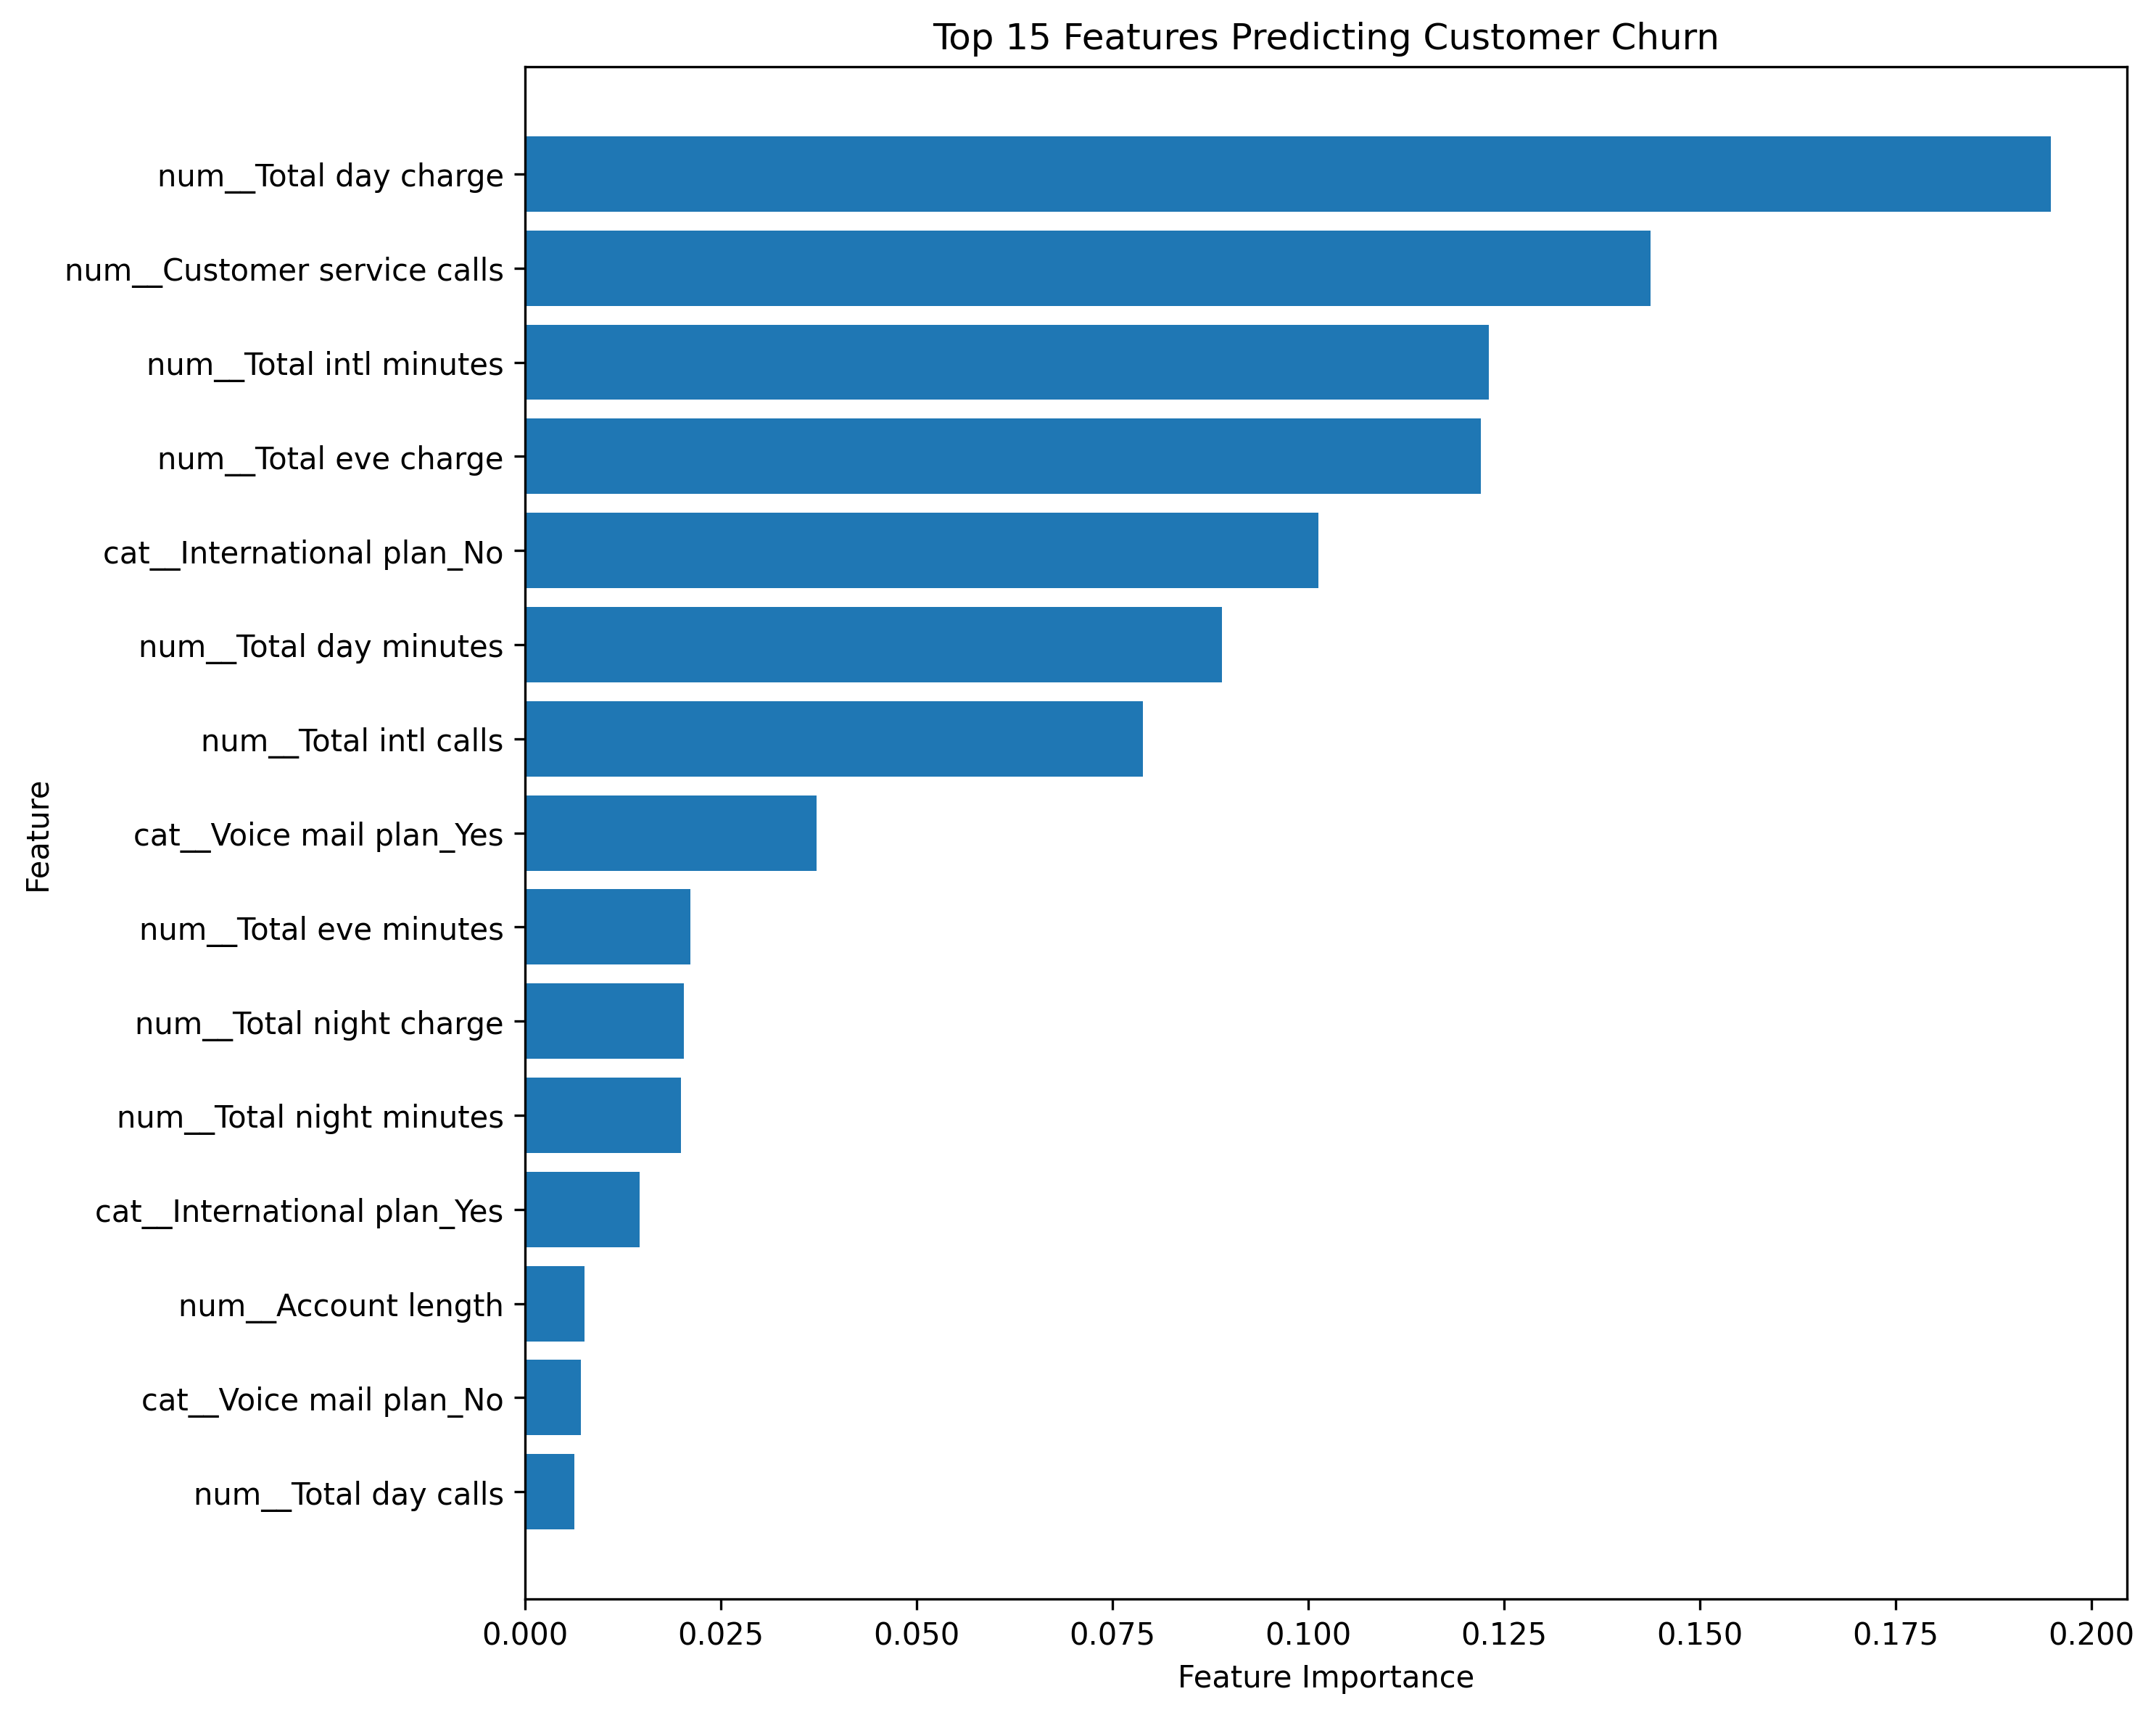 Top 15 Features Predicting Customer Churn
num__Total day charge
num__Customer service calls
num__Total intl minutes
num__Total eve charge
cat__International plan_No
num__Total day minutes
num__Total intl calls
cat__Voice mail plan_Yes
num__Total eve minutes
num__Total night charge
num__Total night minutes
cat__International plan_Yes
num__Account length
cat__Voice mail plan_No
num__Total day calls
Feature
0.000 0.025 0.050 0.075 0.100 0.125 0.150 0.175 0.200
Feature Importance